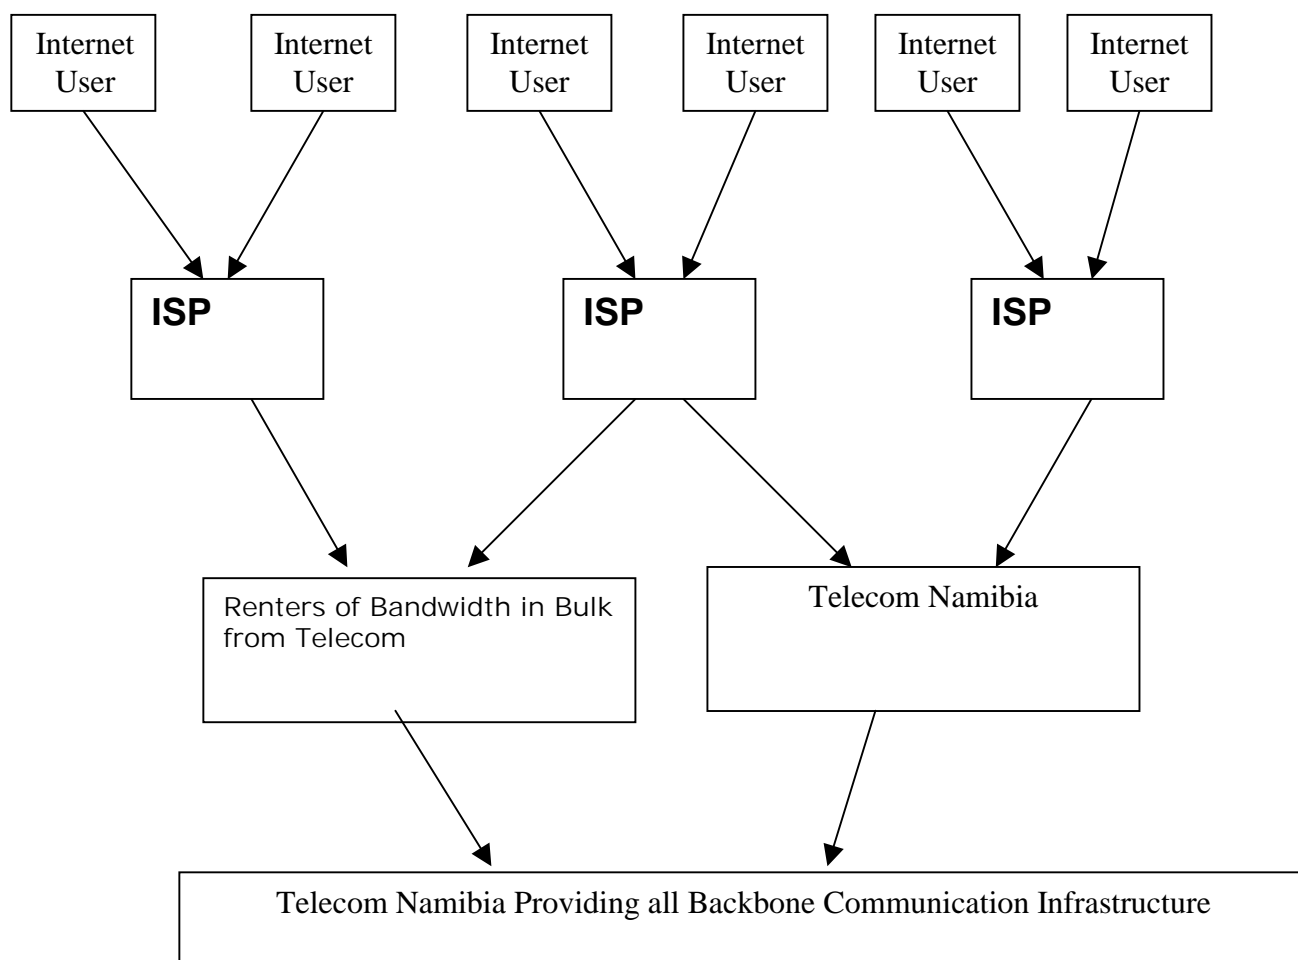 Internet
User
Internet
User
Internet
User
Internet
User
Internet
User
Internet
User
ISP
ISP
ISP
Renters of Bandwidth in Bulk
from Telecom
Telecom Namibia
Telecom Namibia Providing all Backbone Communication Infrastructure